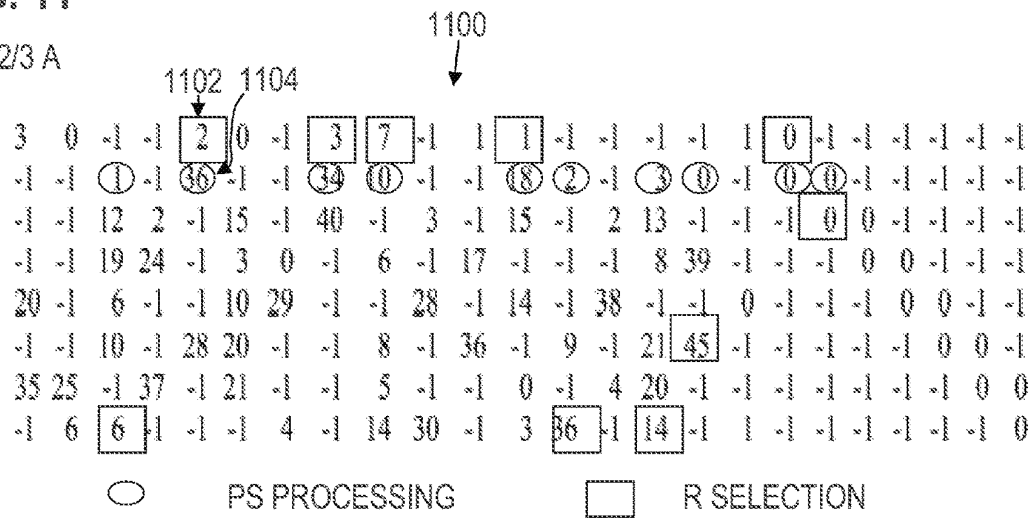 1100
2/3 A
1102 1104
3 0 -1 -1 2 0 -1 3 7 -1 1 1 -1 -1 -1 -1 1 0 -1 -1 -1 -1 -1 -1
-1 -1 1 -1 36 -1 -1 34 10 -1 -1 18 2 -1 3 0 -1 0 0 -1 -1 -1 -1 -1
-1 -1 12 2 -1 15 -1 40 -1 3 -1 15 -1 2 13 -1 -1 -1 0 0 -1 -1 -1 -1
-1 -1 19 24 -1 3 0 -1 6 -1 17 -1 -1 -1 8 39 -1 -1 -1 0 0 -1 -1 -1
20 -1 6 -1 -1 10 29 -1 -1 28 -1 14 -1 38 -1 -1 0 -1 -1 -1 0 0 -1 -1
-1 -1 10 -1 28 20 -1 -1 8 -1 36 -1 9 -1 21 45 -1 -1 -1 -1 -1 0 0 -1
35 25 -1 37 -1 21 -1 -1 5 -1 -1 0 -1 4 20 -1 -1 -1 -1 -1 -1 -1 0 0
-1 6 6 -1 -1 -1 4 -1 14 30 -1 3 36 -1 14 -1 1 -1 -1 -1 -1 -1 -1 0
PS PROCESSING R SELECTION